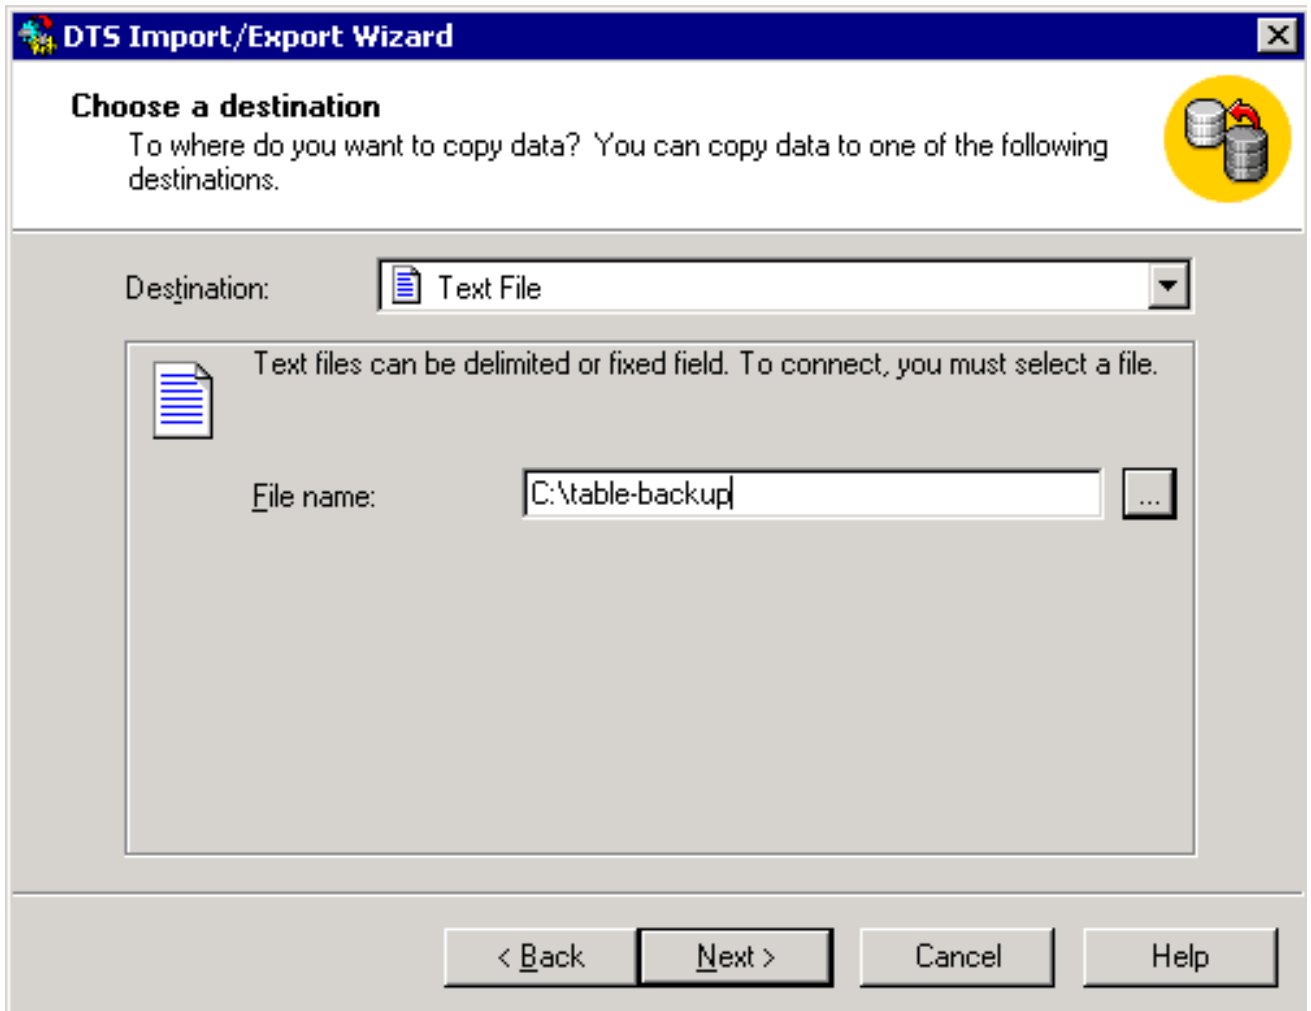 DTS Import/Export Wizard
Choose a destination
To where do you want to copy data? You can copy data to one of the following
destinations.
Destination:
Text File
Text files can be delimited or fixed field. To connect, you must select a file.
File name:
C:\table-backup
...
< Back
Next >
Cancel
Help